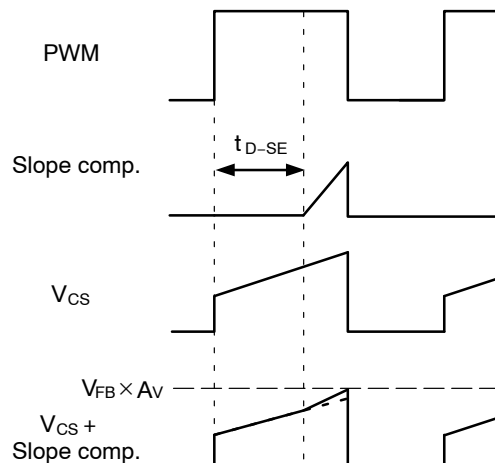 PWM
t D–SE
Slope comp.
VCS
VFB × AV
VCS +
Slope comp.